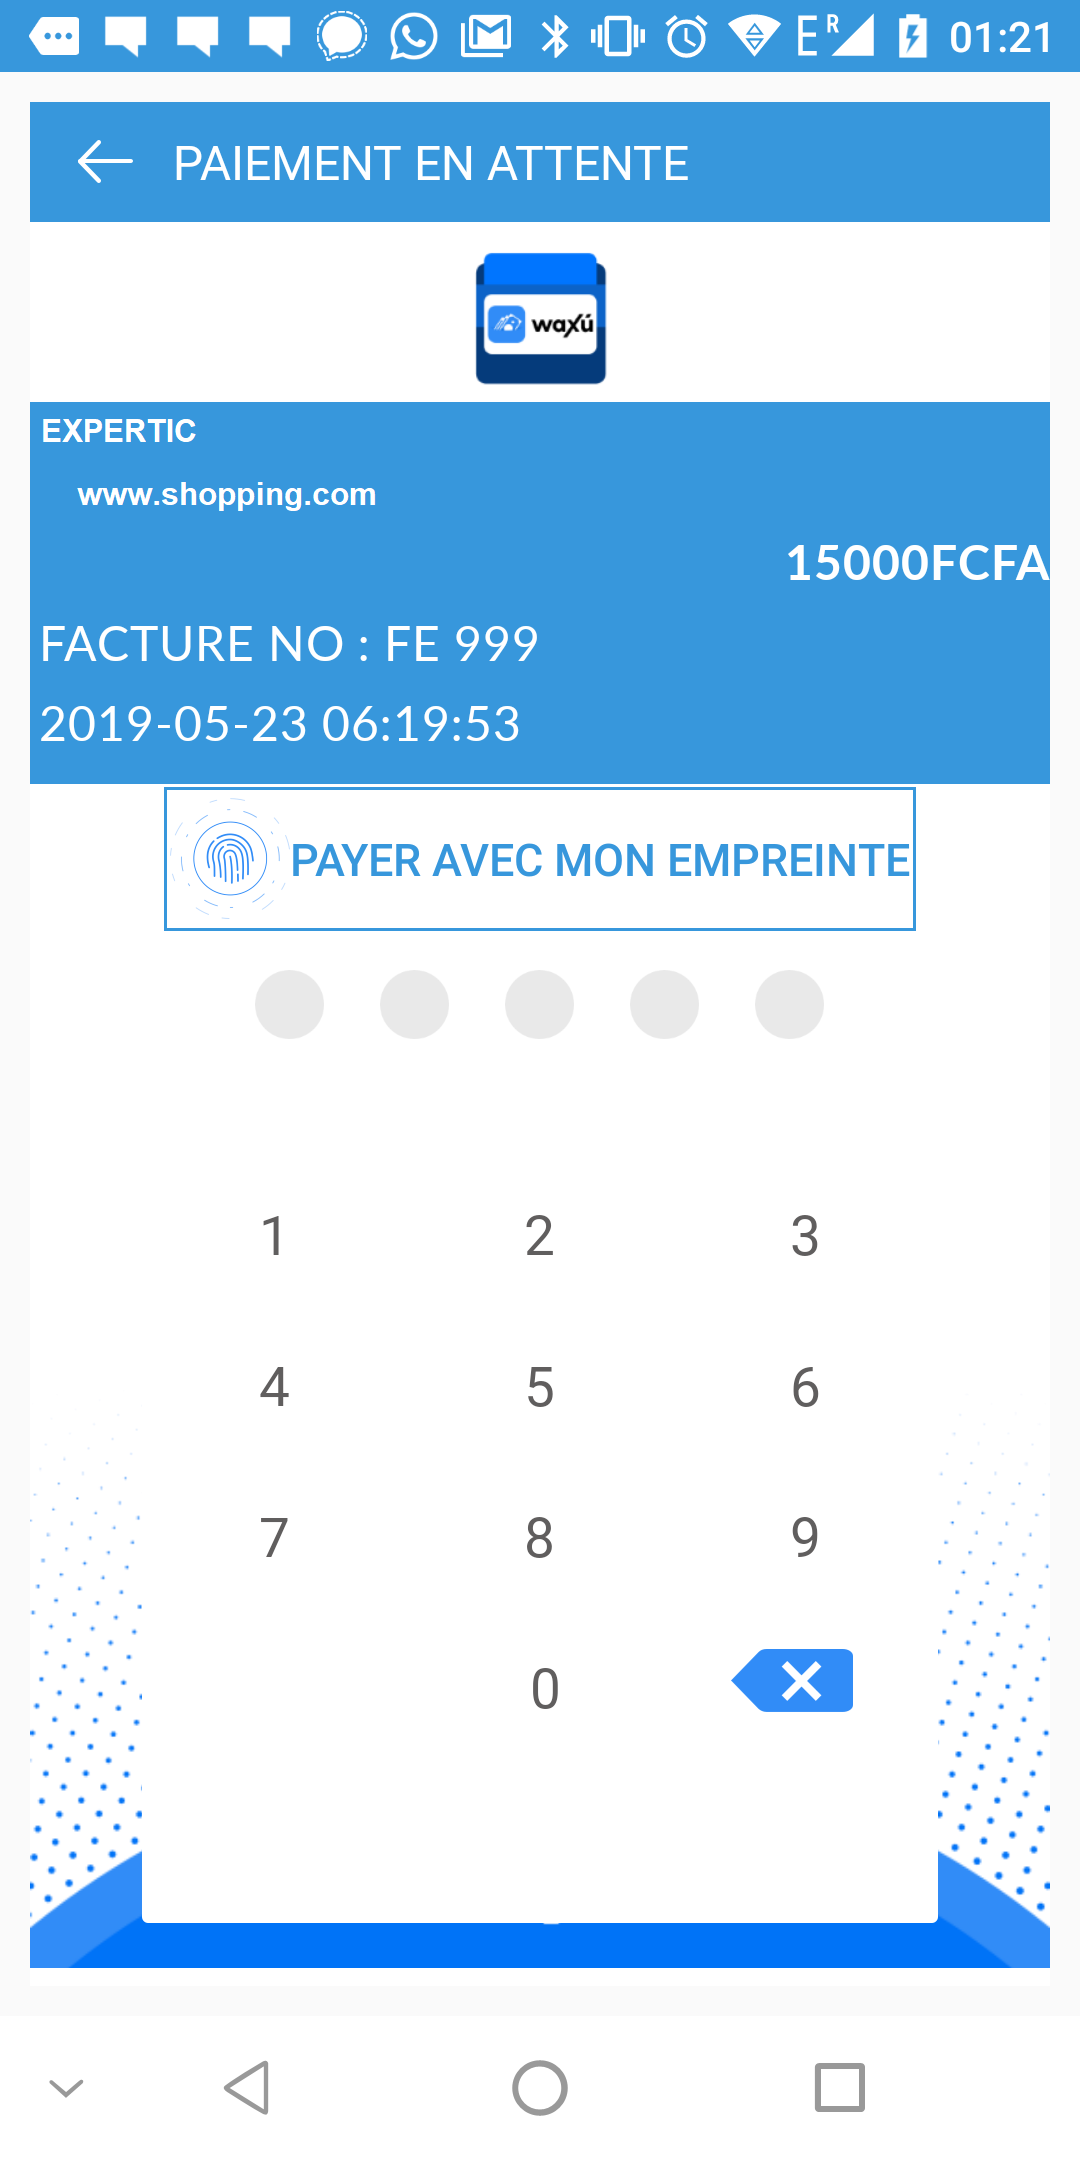 E R 01:21
PAIEMENT EN ATTENTE
waxú
EXPERTIC
www.shopping.com
15000FCFA
FACTURE NO : FE 999
2019-05-23 06:19:53
PAYER AVEC MON EMPREINTE
1 2 3
4 5 6
7 8 9
0